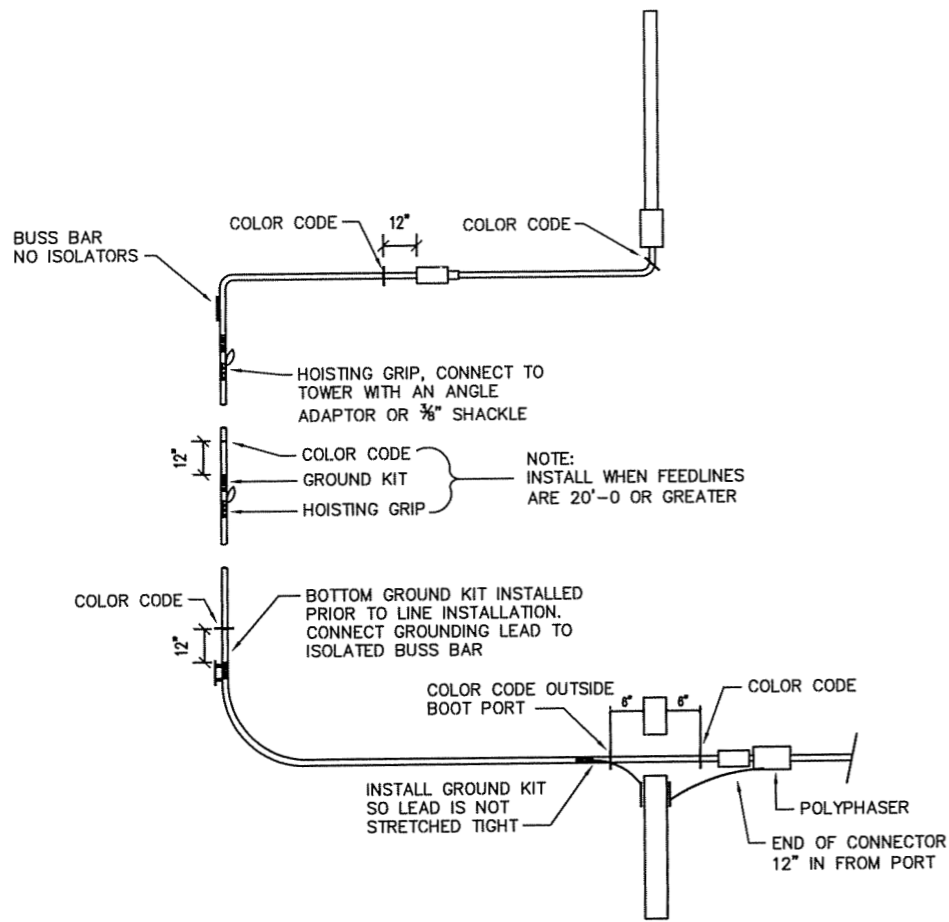 COLOR CODE
12"
COLOR CODE
BUSS BAR
NO ISOLATORS
HOISTING GRIP, CONNECT TO
TOWER WITH AN ANGLE
ADAPTOR OR ⅜" SHACKLE
12"
COLOR CODE
GROUND KIT
HOISTING GRIP
NOTE:
INSTALL WHEN FEEDLINES
ARE 20'-0 OR GREATER
COLOR CODE
12"
BOTTOM GROUND KIT INSTALLED
PRIOR TO LINE INSTALLATION.
CONNECT GROUNDING LEAD TO
ISOLATED BUSS BAR
COLOR CODE OUTSIDE
BOOT PORT
6"
6"
COLOR CODE
INSTALL GROUND KIT
SO LEAD IS NOT
STRETCHED TIGHT
POLYPHASER
END OF CONNECTOR
12" IN FROM PORT